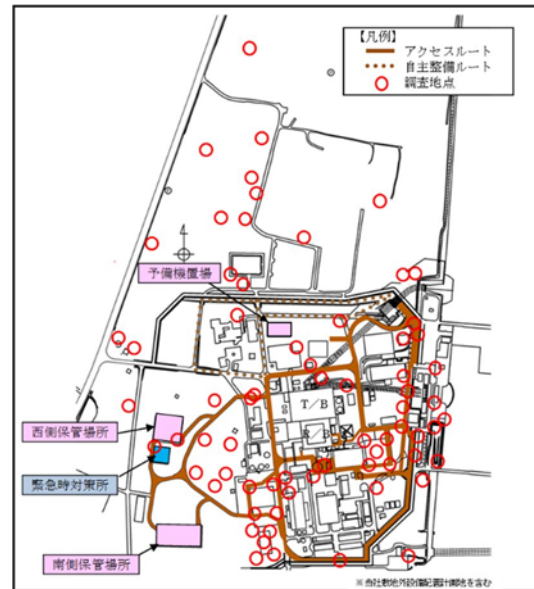 【凡例】
アクセスルート
自主整備ルート
調査地点
予備機置場
T/B
R/B
西側保管場所
緊急時対策所
南側保管場所
※当社敷地外設備配置計画地を含む